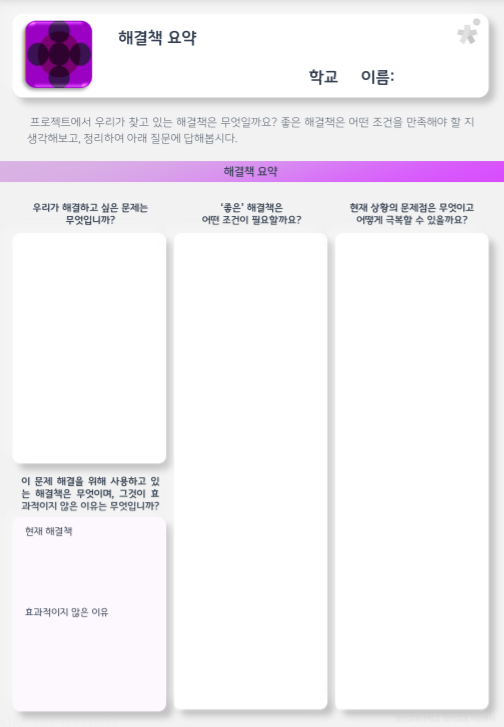 해결책 요약
학교 이름:
프로젝트에서 우리가 찾고 있는 해결책은 무엇일까요? 좋은 해결책은 어떤 조건을 만족해야 할 지
생각해보고, 정리하여 아래 질문에 답해봅시다.
해결책 요약
우리가 해결하고 싶은 문제는
무엇입니까?
‘좋은’ 해결책은
어떤 조건이 필요할까요?
현재 상황의 문제점은 무엇이고
어떻게 극복할 수 있을까요?
이 문제 해결을 위해 사용하고 있
는 해결책은 무엇이며, 그것이 효
과적이지 않은 이유는 무엇입니까?
현재 해결책
효과적이지 않은 이유